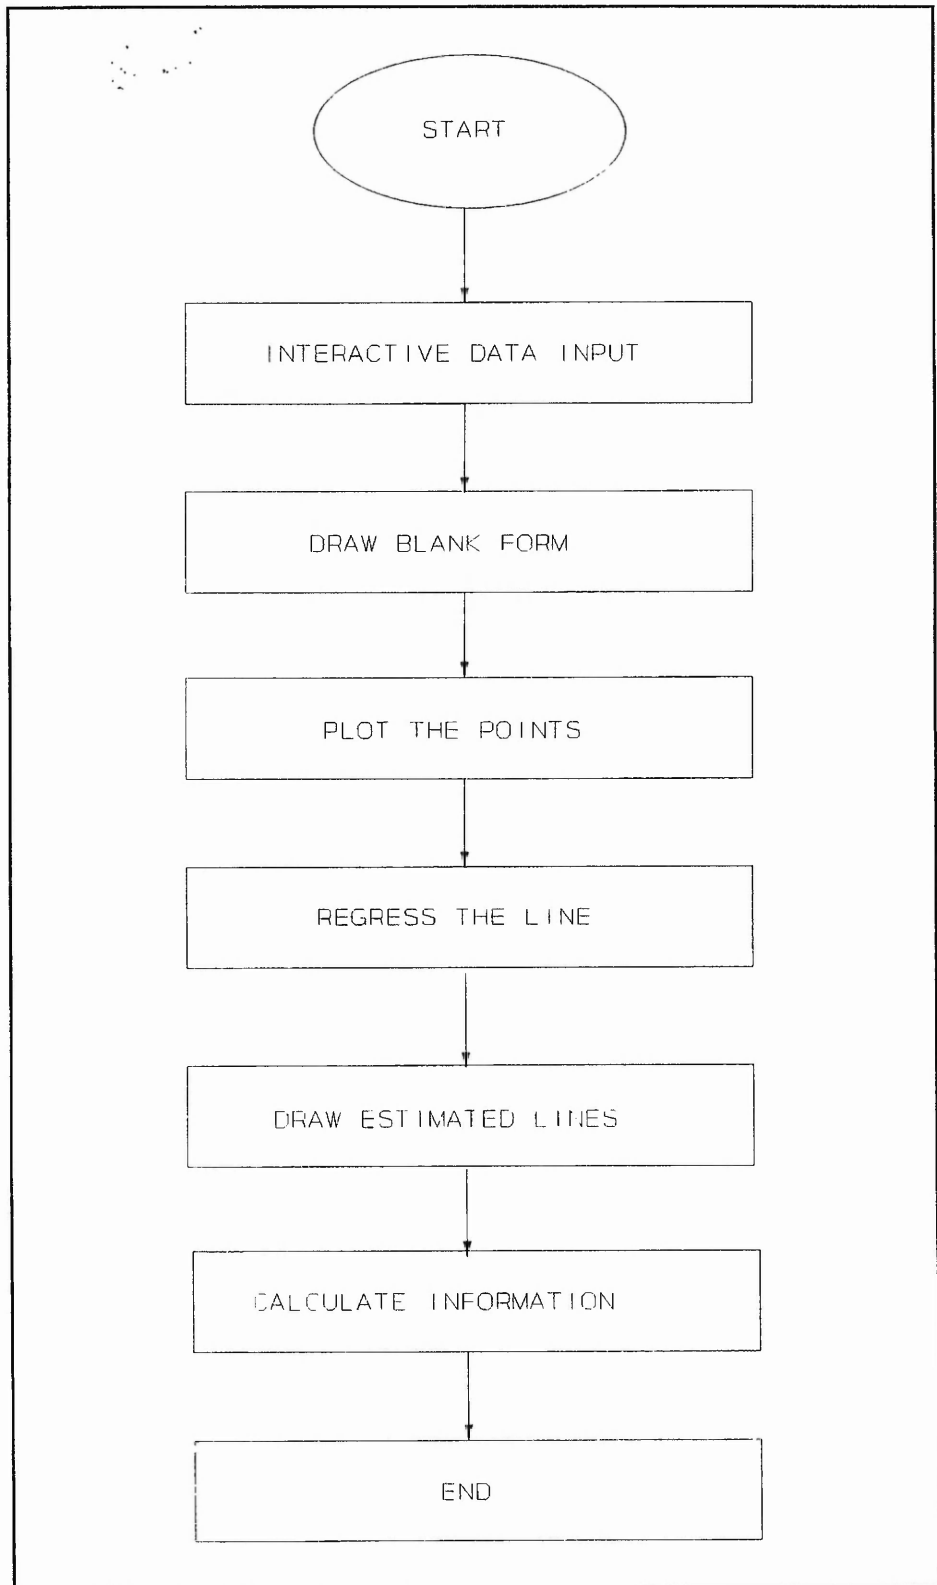 START
INTERACTIVE DATA INPUT
DRAW BLANK FORM
PLOT THE POINTS
REGRESS THE LINE
DRAW ESTIMATED LINES
CALCULATE INFORMATION
END